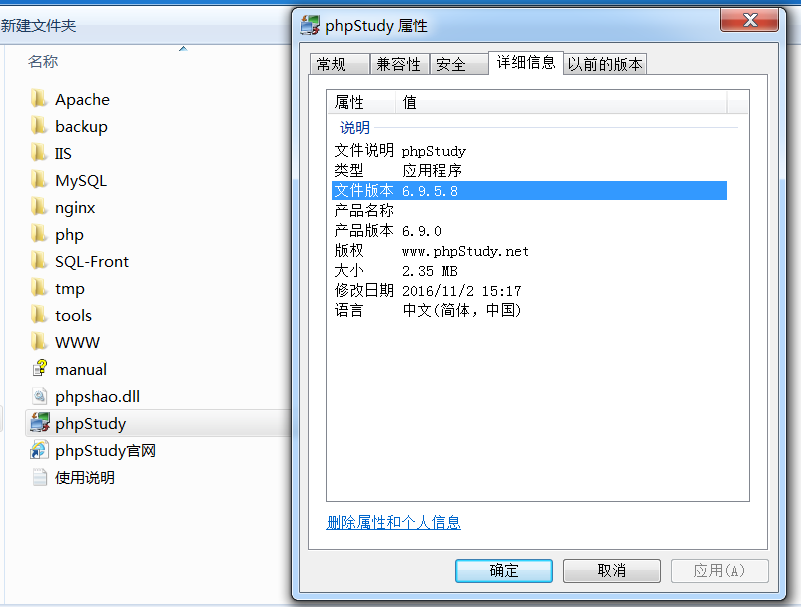 新建文件夹
名称
Apache
backup
IIS
MySQL
nginx
php
SQL-Front
tmp
tools
WWW
manual
phpshao.dll
phpStudy
phpStudy官网
使用说明
phpStudy 属性
常规 兼容性 安全 详细信息 以前的版本
属性 值
说明
文件说明 phpStudy
类型 应用程序
文件版本 6.9.5.8
产品名称
产品版本 6.9.0
版权 www.phpStudy.net
大小 2.35 MB
修改日期 2016/11/2 15:17
语言 中文(简体，中国)
删除属性和个人信息
确定 取消 应用(A)